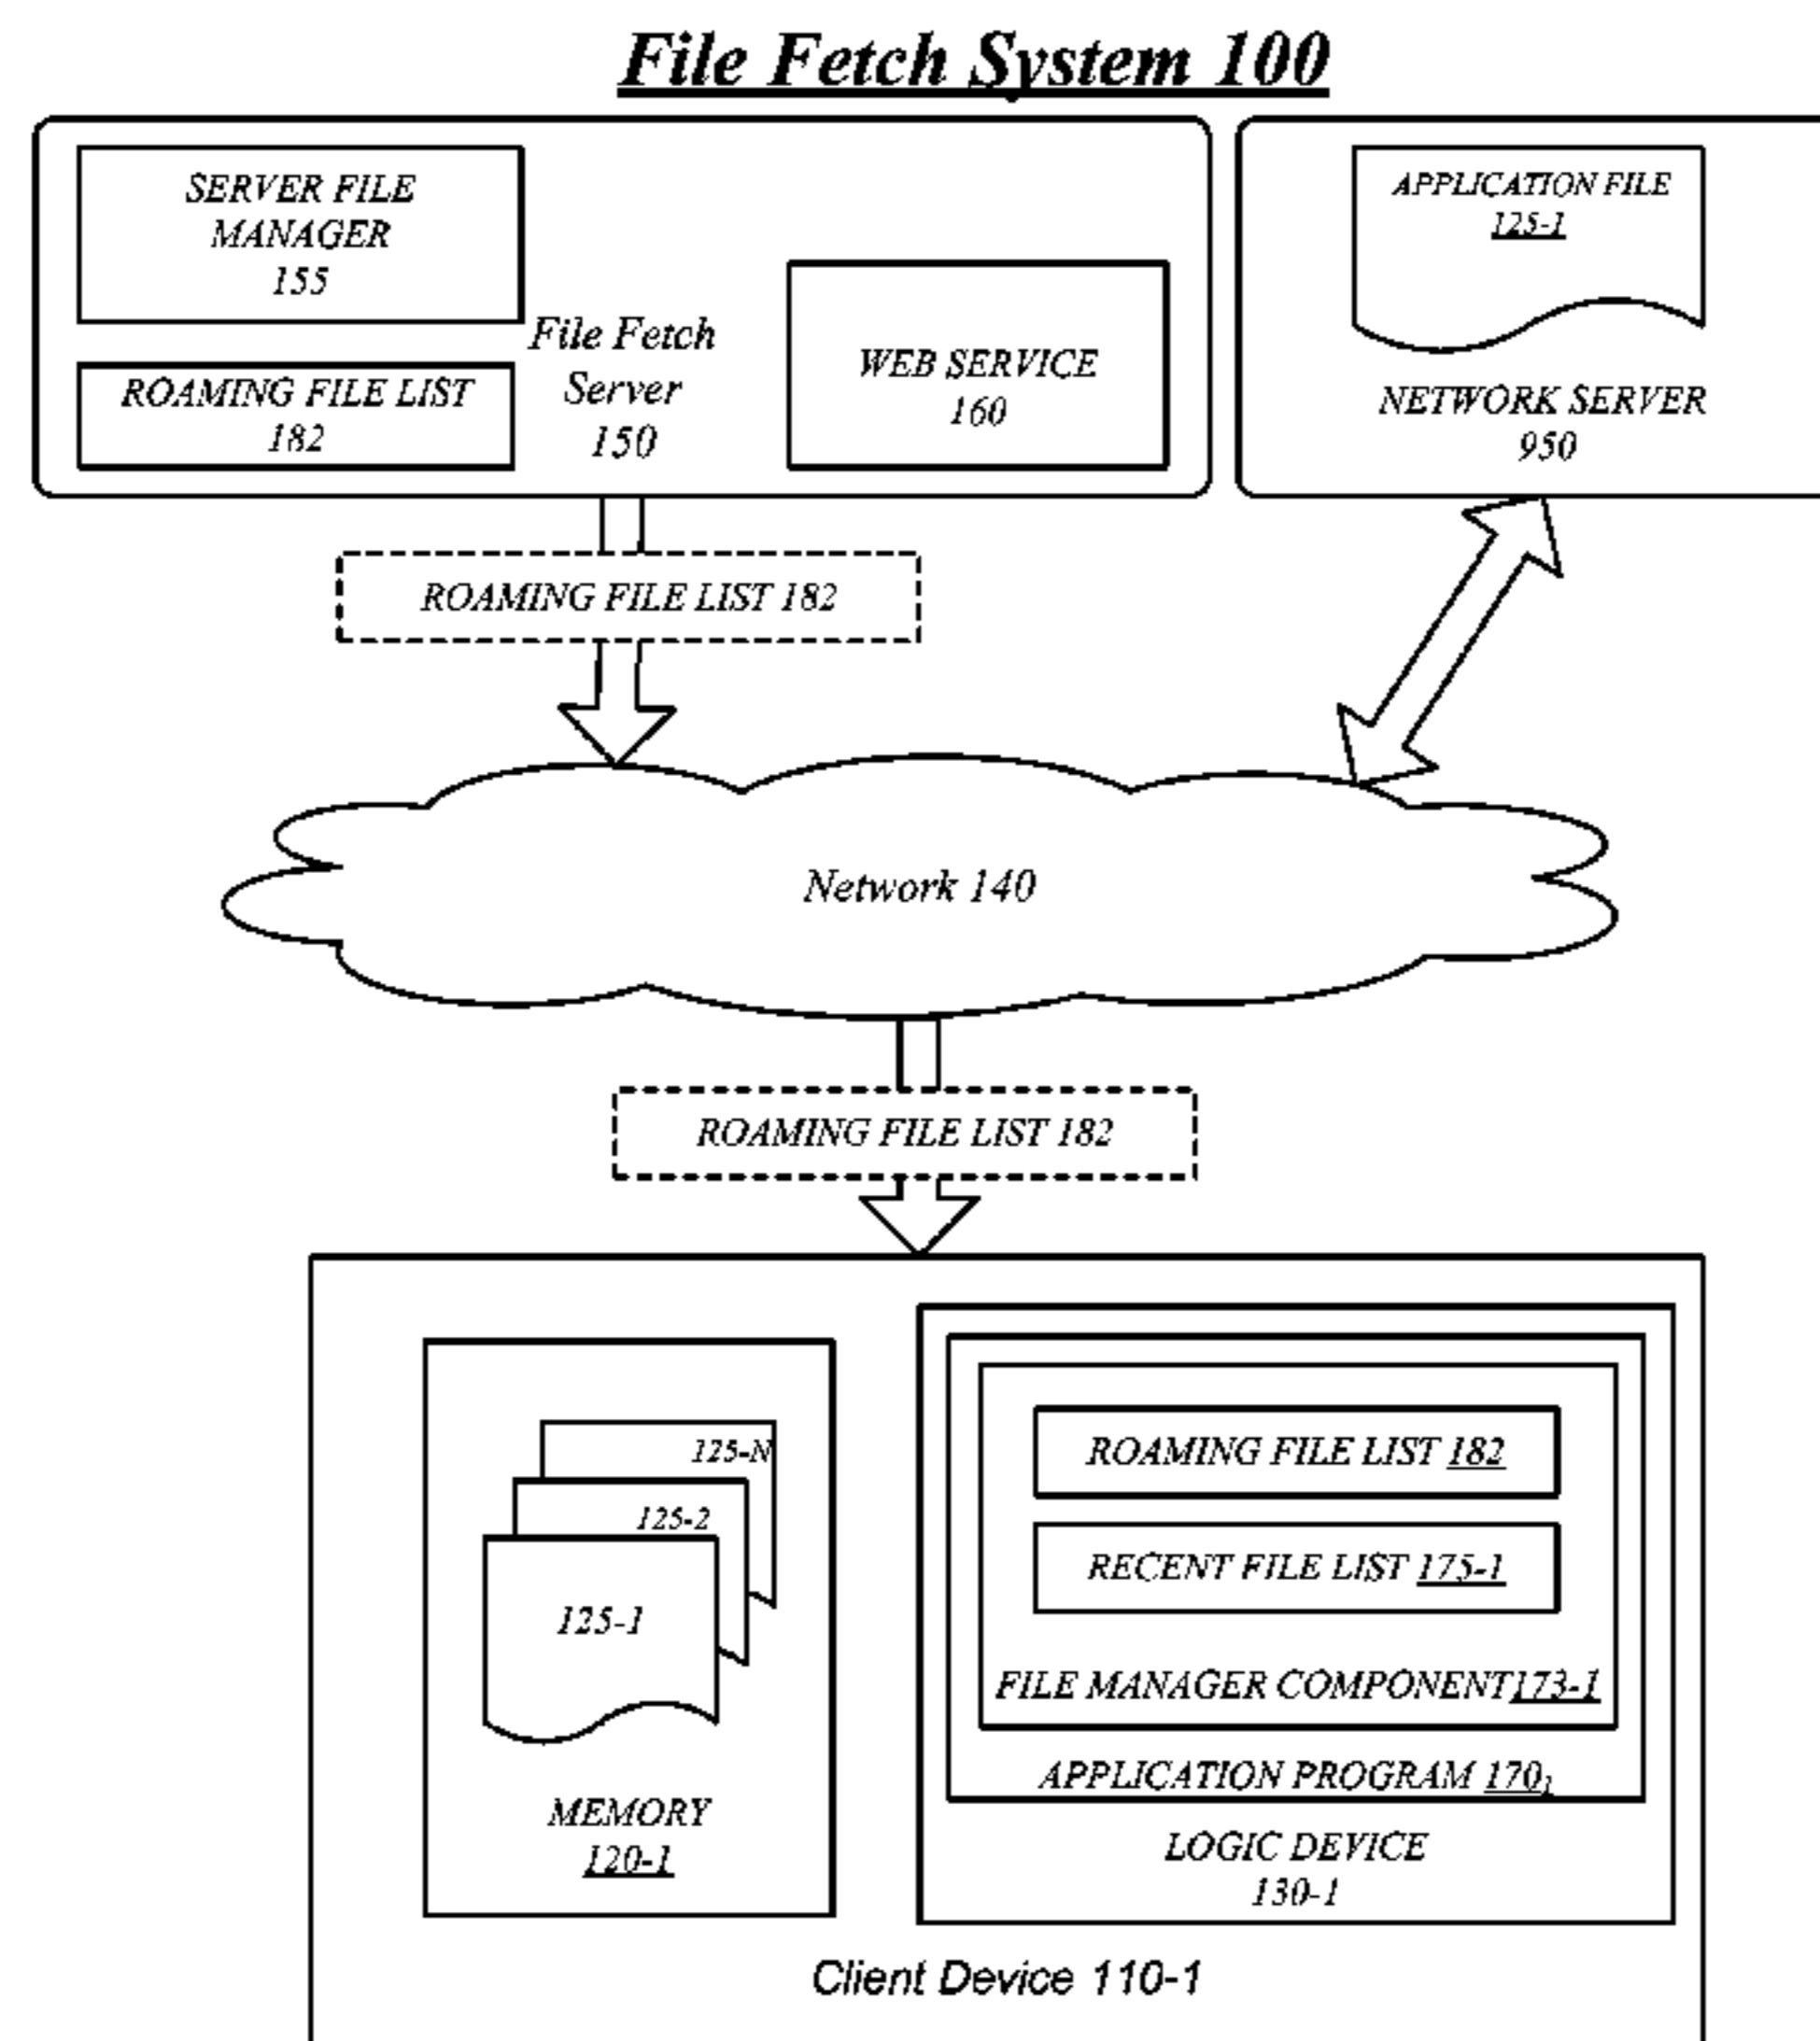 File Fetch System 100
SERVER FILE
MANAGER
155
ROAMING FILE LIST
182
File Fetch
Server
150
WEB SERVICE
160
APPLICATION FILE
125-1
NETWORK SERVER
950
ROAMING FILE LIST 182
Network 140
ROAMING FILE LIST 182
125-N
125-2
125-1
MEMORY
120-1
ROAMING FILE LIST 182
RECENT FILE LIST 175-1
FILE MANAGER COMPONENT173-1
APPLICATION PROGRAM 1701
LOGIC DEVICE
130-1
Client Device 110-1